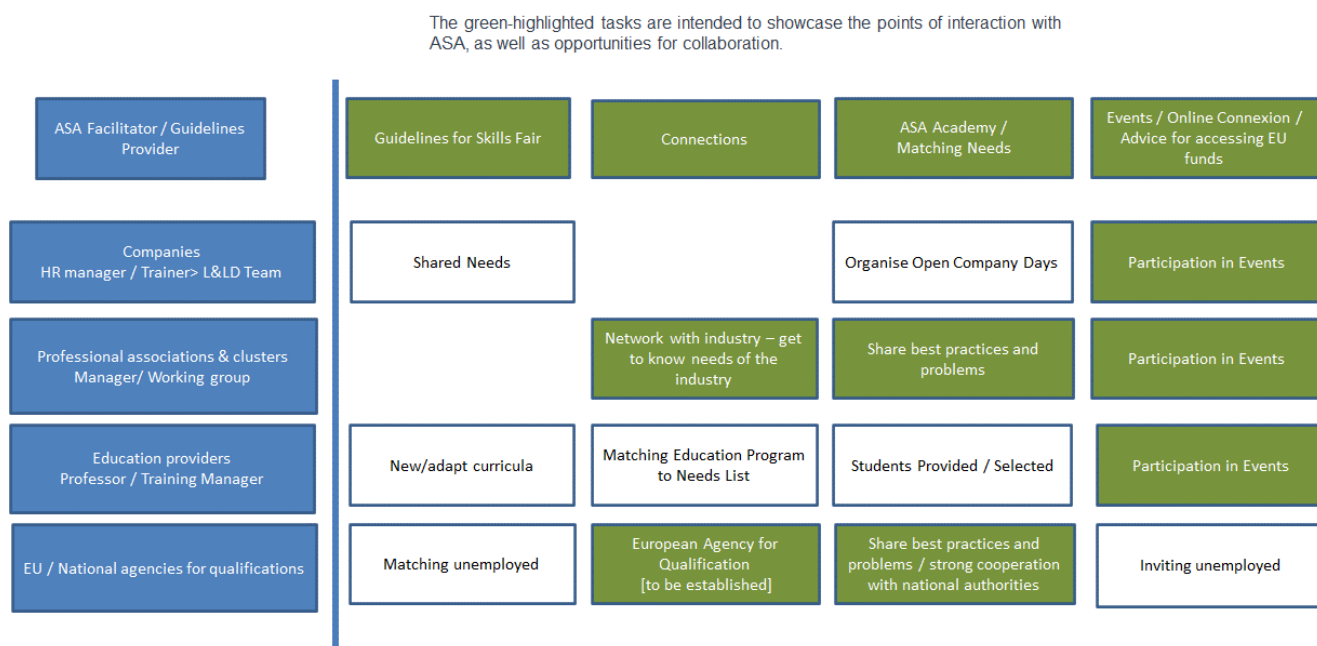 The green-highlighted tasks are intended to showcase the points of interaction with
ASA, as well as opportunities for collaboration.
ASA Facilitator / Guidelines
Provider
Guidelines for Skills Fair
Connections
ASA Academy /
Matching Needs
Events / Online Connexion /
Advice for accessing EU
funds
Companies
HR manager / Trainer> L&LD Team
Shared Needs
Organise Open Company Days
Participation in Events
Professional associations & clusters
Manager/ Working group
Network with industry – get
to know needs of the
industry
Share best practices and
problems
Participation in Events
Education providers
Professor / Training Manager
New/adapt curricula
Matching Education Program
to Needs List
Students Provided / Selected
Participation in Events
EU / National agencies for qualifications
Matching unemployed
European Agency for
Qualification
[to be established]
Share best practices and
problems / strong cooperation
with national authorities
Inviting unemployed